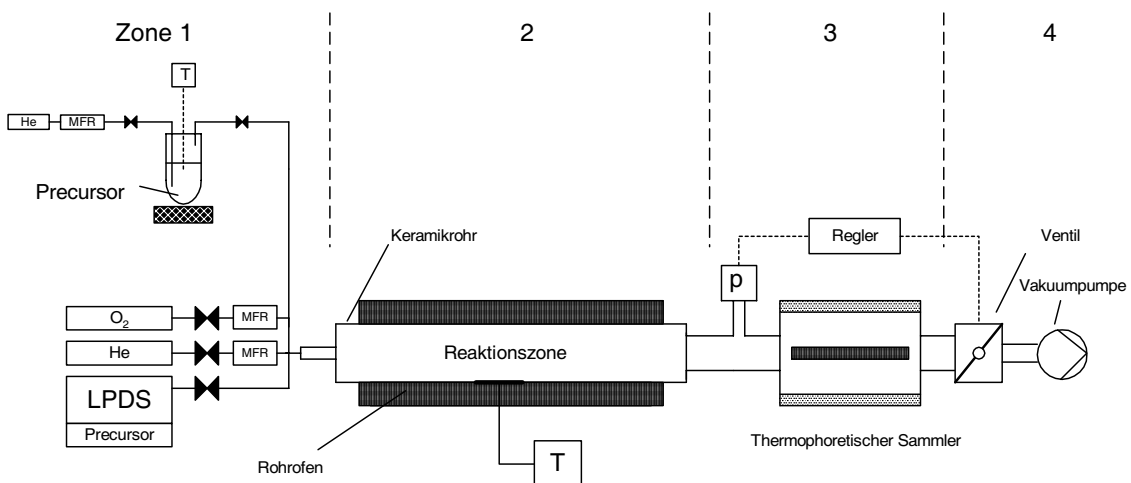 Zone 1
2
3
4
T
He
MFR
Precursor
Keramikrohr
Regler
Ventil
p
Vakuumpumpe
O2
MFR
He
MFR
Reaktionszone
LPDS
Precursor
Thermophoretischer Sammler
Rohrofen
T